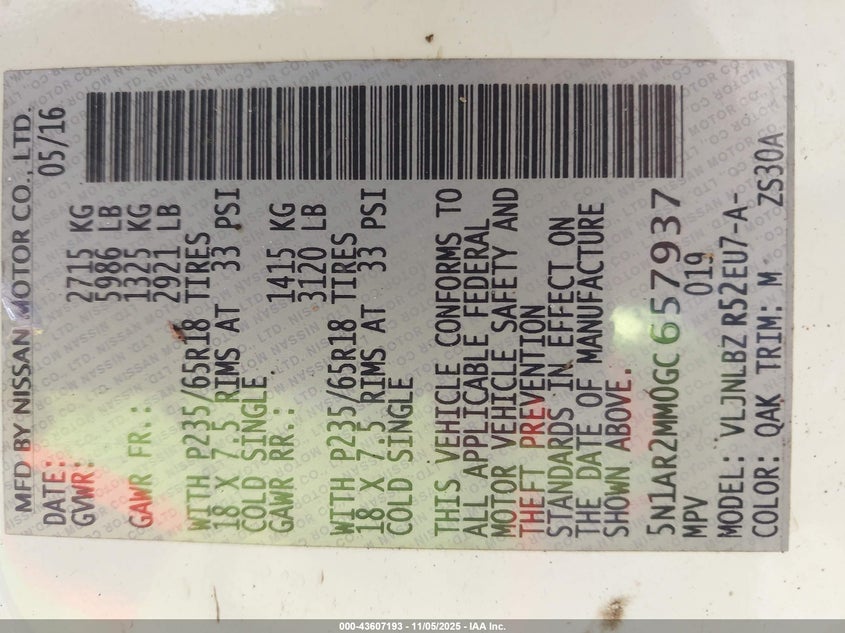 MFD BY NISSAN MOTOR CO., LTD.
DATE: 05/16
GVWR: 2715 KG
5986 LB
GAWR FR.: 1325 KG
2921 LB
WITH P235/65R18 TIRES
18 X 7.5 RIMS AT 33 PSI
COLD SINGLE
GAWR RR.: 1415 KG
3120 LB
WITH P235/65R18 TIRES
18 X 7.5 RIMS AT 33 PSI
COLD SINGLE
THIS VEHICLE CONFORMS TO
ALL APPLICABLE FEDERAL
MOTOR VEHICLE SAFETY AND
THEFT PREVENTION
STANDARDS IN EFFECT ON
THE DATE OF MANUFACTURE
SHOWN ABOVE.
5N1AR2MM0GC657937
MPV 019
MODEL: VLJNLBZ R52EU7-A-
COLOR: QAK TRIM: M ZS30A
000-43607193 - 11/05/2025 - IAA Inc.